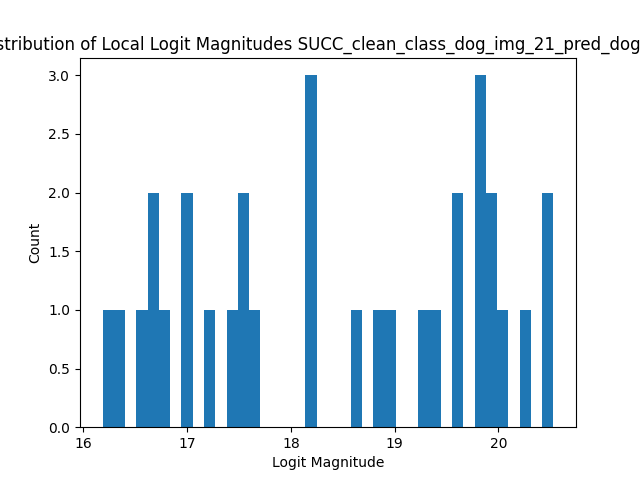 stribution of Local Logit Magnitudes SUCC_clean_class_dog_img_21_pred_dog
3.0
2.5
2.0
1.5
1.0
0.5
0.0
Count
16 17 18 19 20
Logit Magnitude